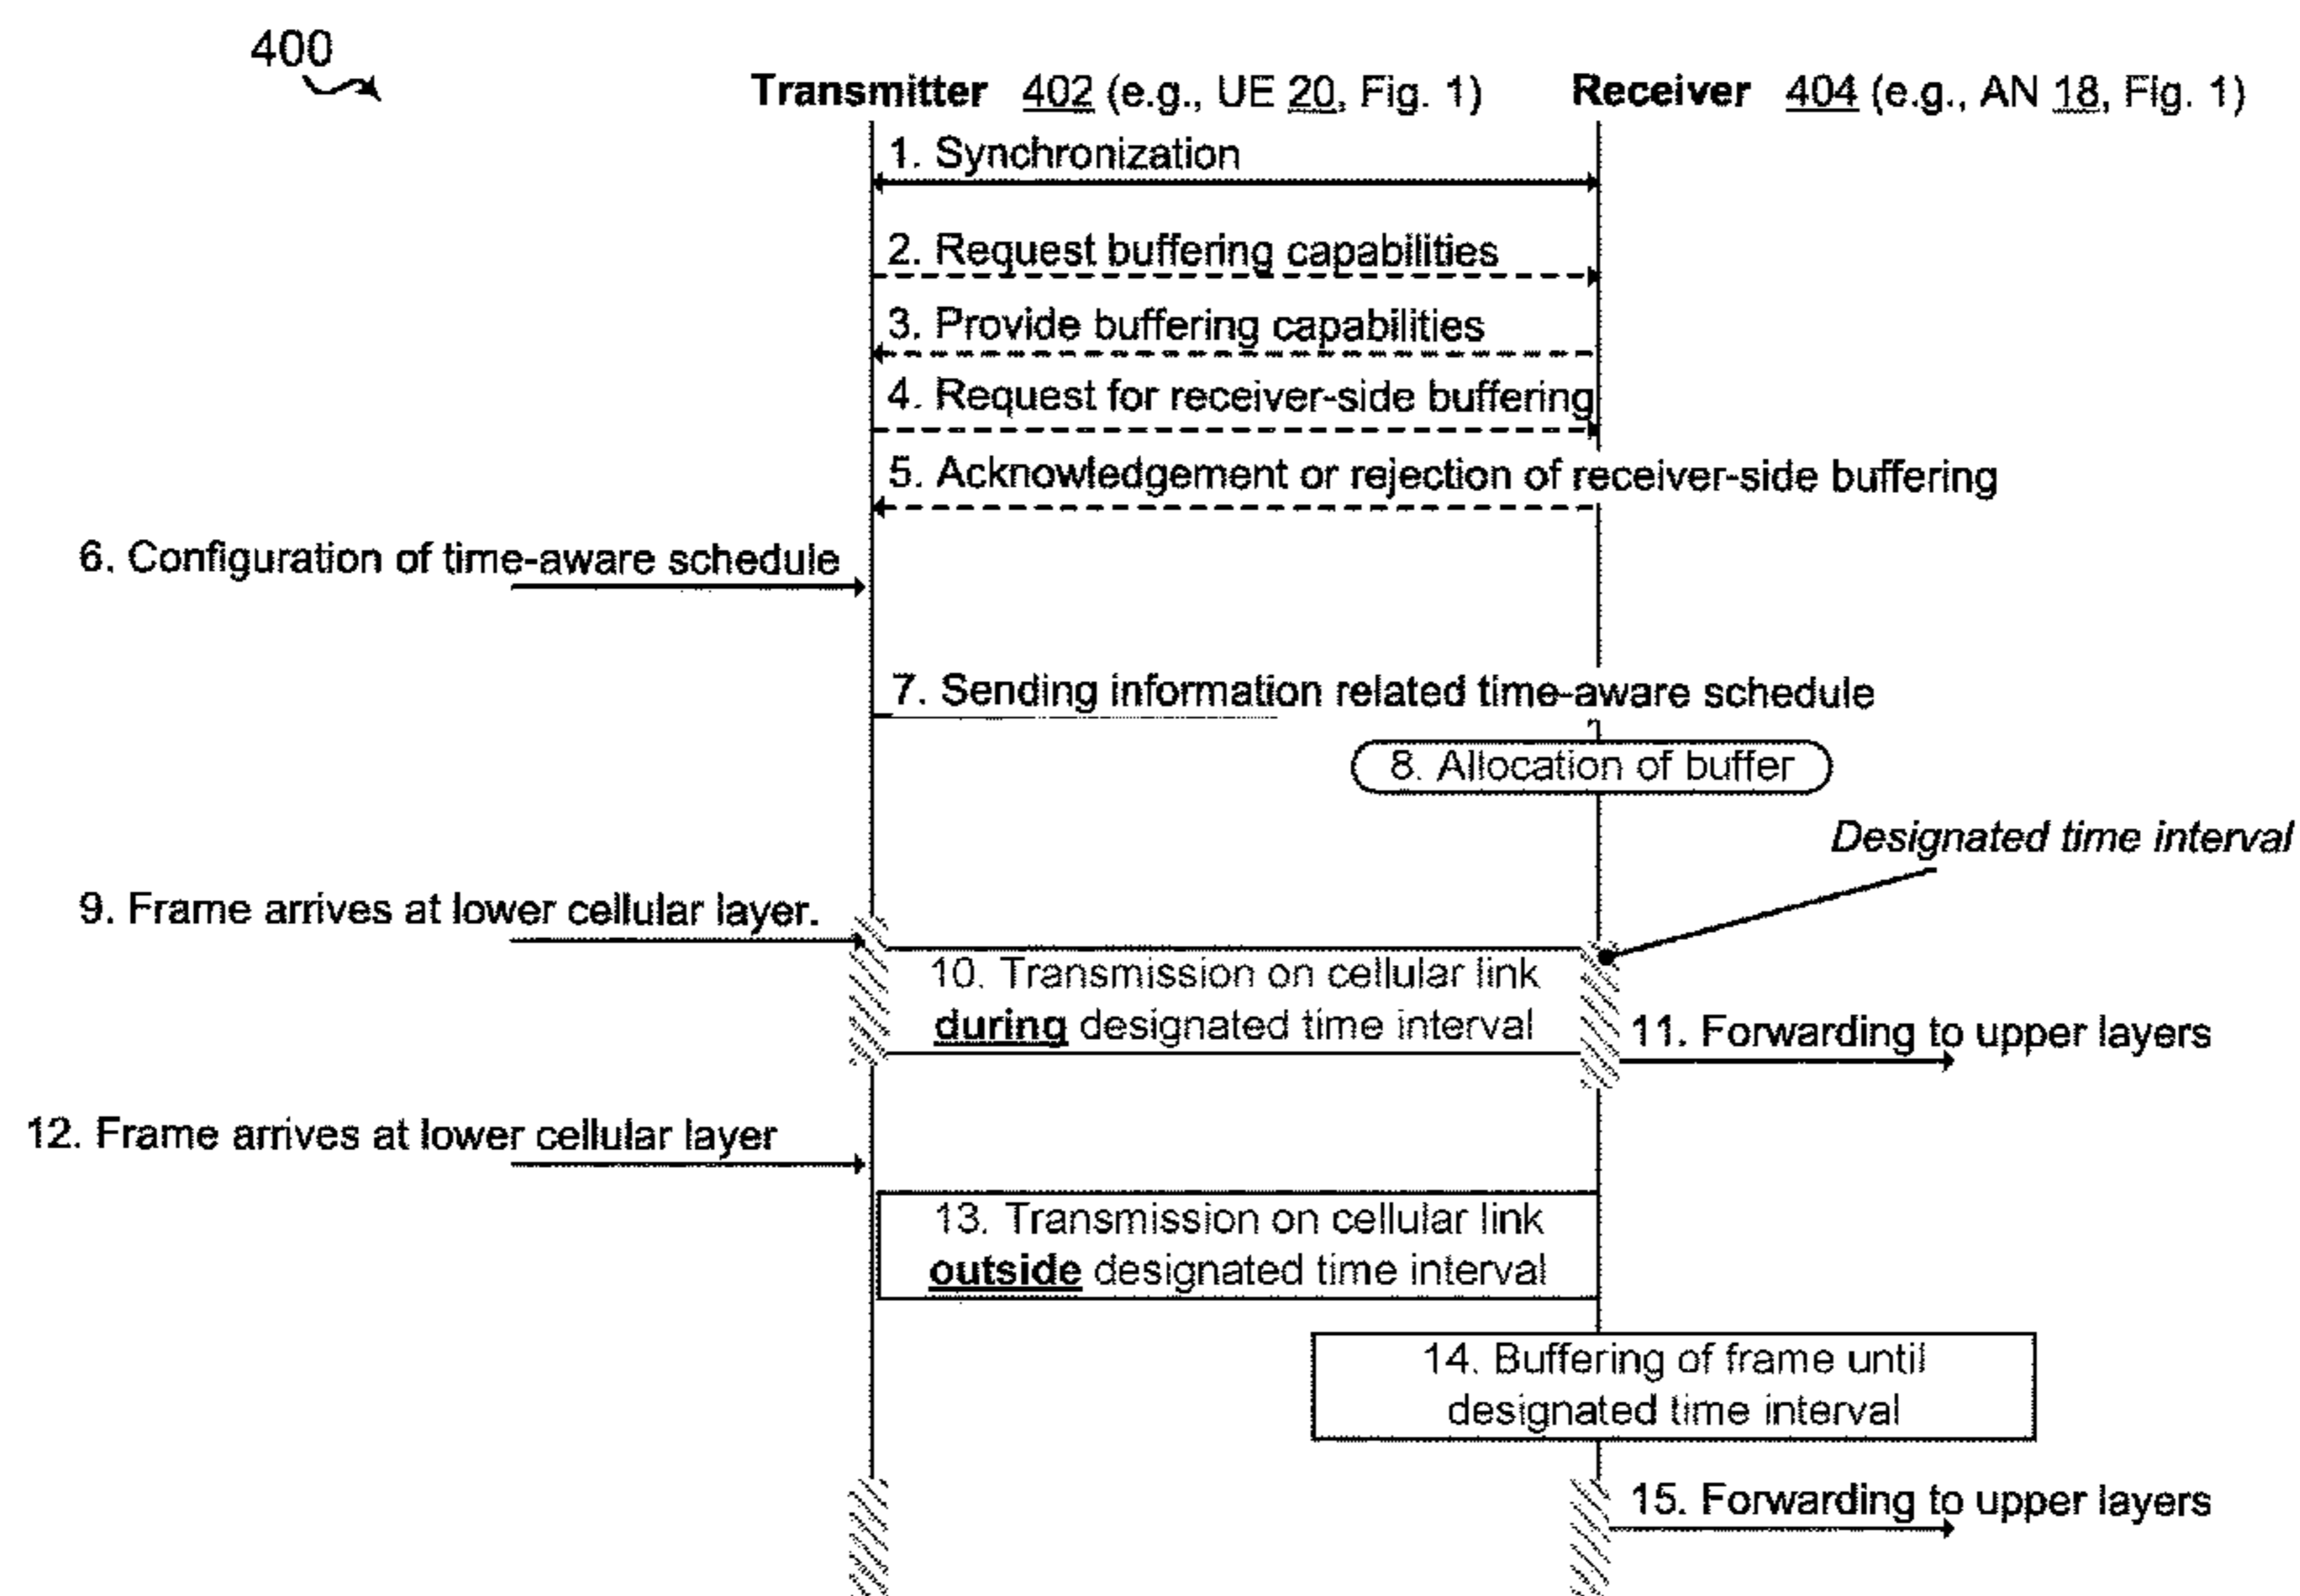 400
Transmitter 402 (e.g., UE 20, Fig. 1) Receiver 404 (e.g., AN 18, Fig. 1)
1. Synchronization
2. Request buffering capabilities
3. Provide buffering capabilities
4. Request for receiver-side buffering
5. Acknowledgement or rejection of receiver-side buffering
6. Configuration of time-aware schedule
7. Sending information related time-aware schedule
8. Allocation of buffer
Designated time interval
9. Frame arrives at lower cellular layer.
10. Transmission on cellular link
during designated time interval
11. Forwarding to upper layers
12. Frame arrives at lower cellular layer
13. Transmission on cellular link
outside designated time interval
14. Buffering of frame until
designated time interval
15. Forwarding to upper layers